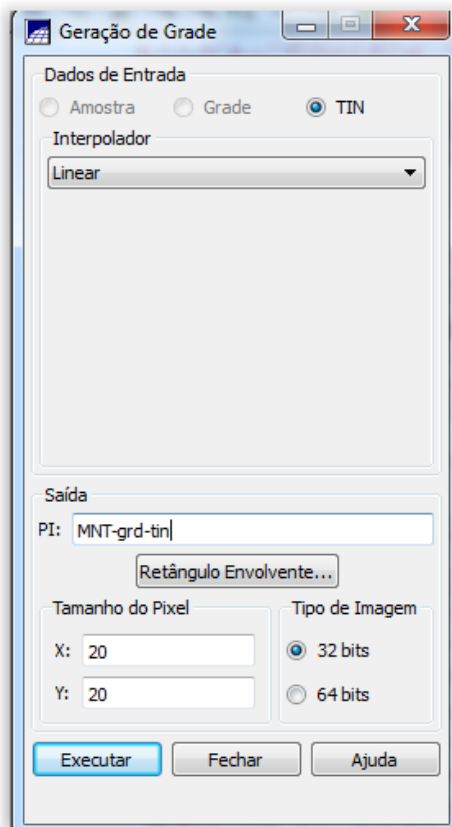 Geração de Grade
Dados de Entrada
Amostra Grade TIN
Interpolador
Linear
Saída
PI: MNT-grd-tin
Retângulo Envolvente...
Tamanho do Pixel Tipo de Imagem
X: 20 32 bits
Y: 20 64 bits
Executar Fechar Ajuda